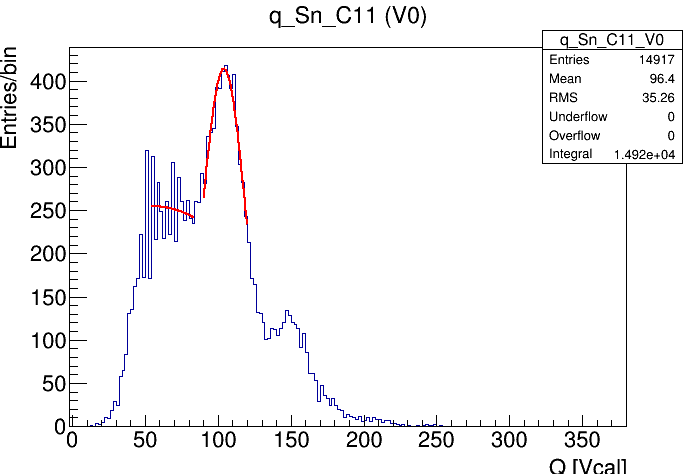 q_Sn_C11 (V0)
q_Sn_C11_V0
Entries 14917
Mean 96.4
RMS 35.26
Underflow 0
Overflow 0
Integral 1.492e+04
Entries/bin
400
350
300
250
200
150
100
50
0
0 50 100 150 200 250 300 350
Q [Vcal]